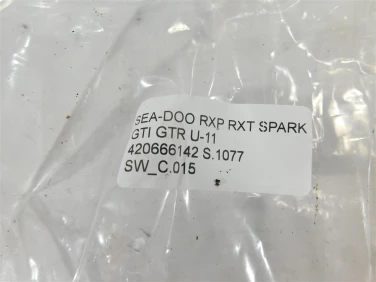 SEA-DOO RXP RXT SPARK
GTI GTR U-11
420666142 S.1077
SW_C.015